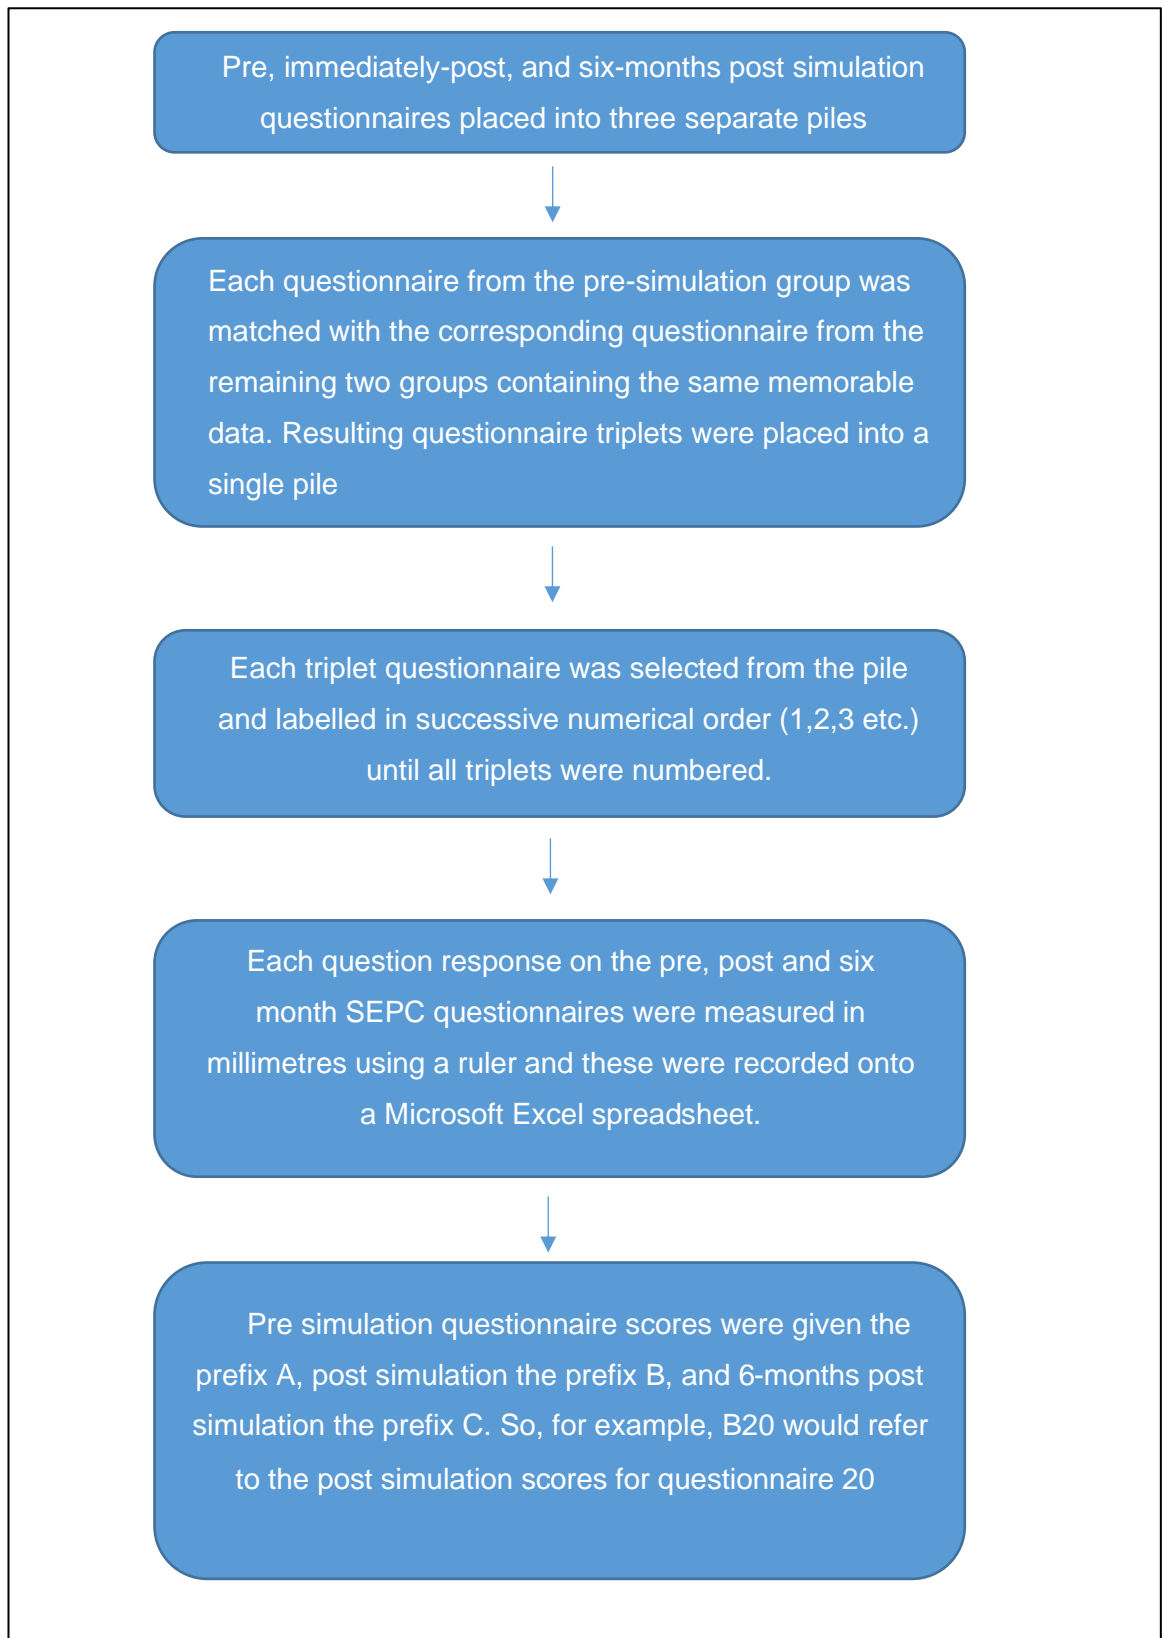 Pre, immediately-post, and six-months post simulation
questionnaires placed into three separate piles
Each questionnaire from the pre-simulation group was
matched with the corresponding questionnaire from the
remaining two groups containing the same memorable
data. Resulting questionnaire triplets were placed into a
single pile
Each triplet questionnaire was selected from the pile
and labelled in successive numerical order (1,2,3 etc.)
until all triplets were numbered.
Each question response on the pre, post and six
month SEPC questionnaires were measured in
millimetres using a ruler and these were recorded onto
a Microsoft Excel spreadsheet.
Pre simulation questionnaire scores were given the
prefix A, post simulation the prefix B, and 6-months post
simulation the prefix C. So, for example, B20 would refer
to the post simulation scores for questionnaire 20